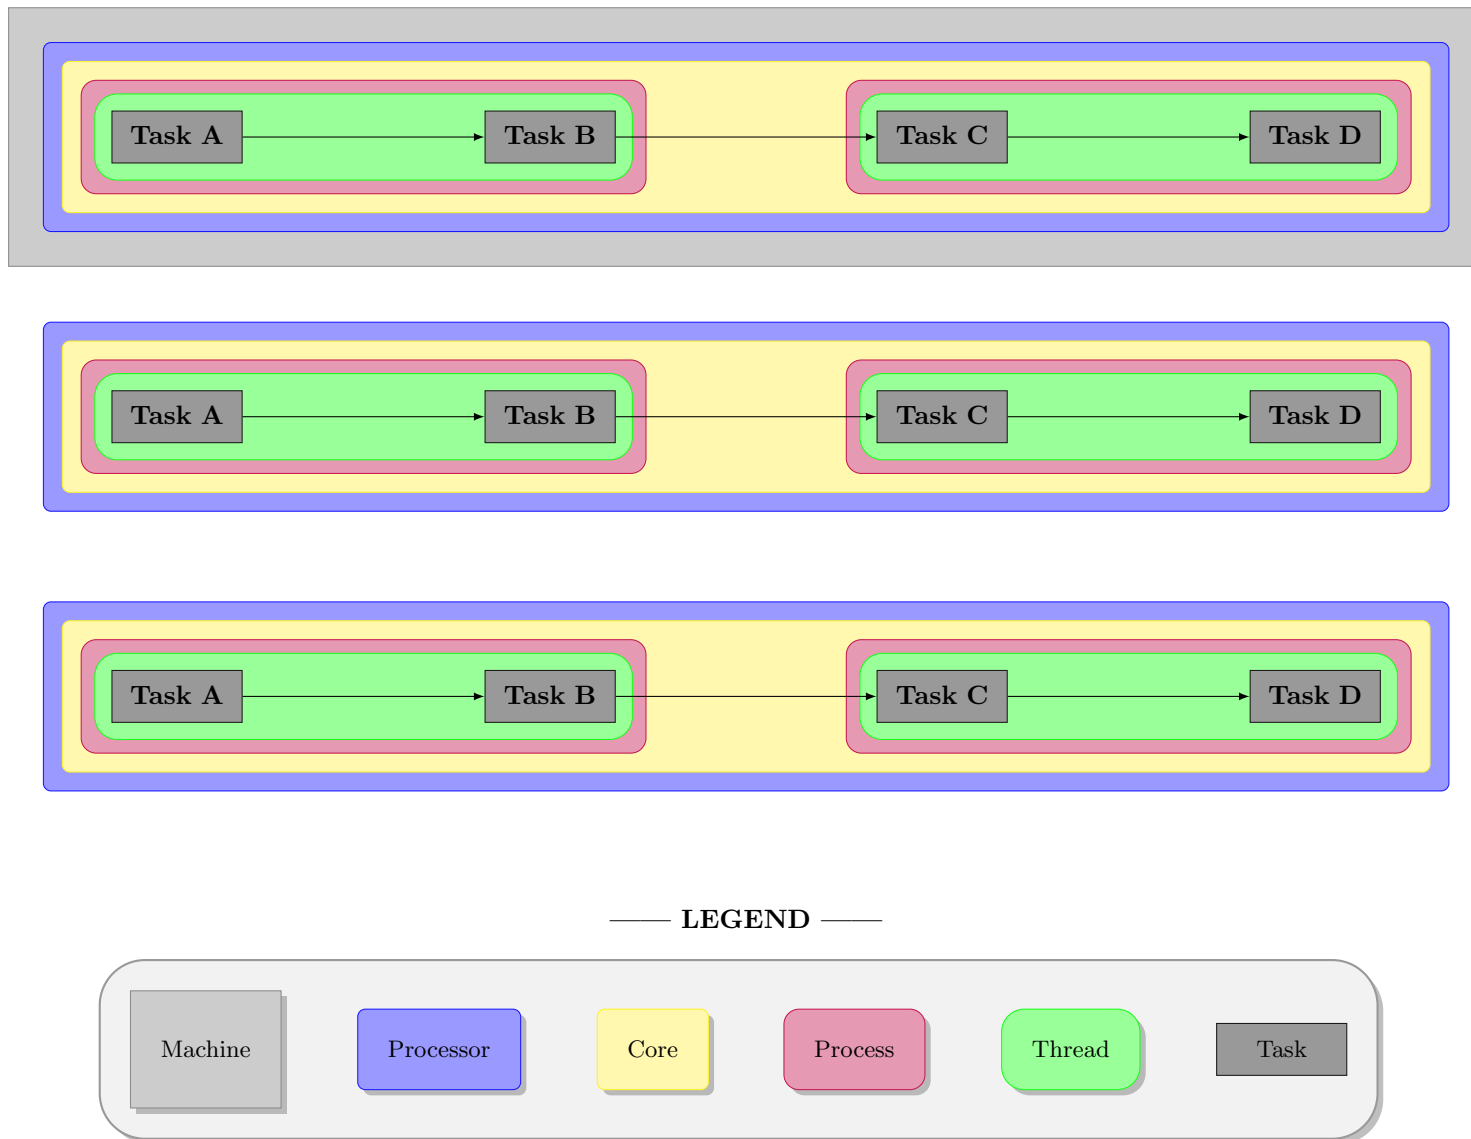 Task A Task B Task C Task D
Task A Task B Task C Task D
Task A Task B Task C Task D
—— LEGEND ——
Machine Processor Core Process Thread Task